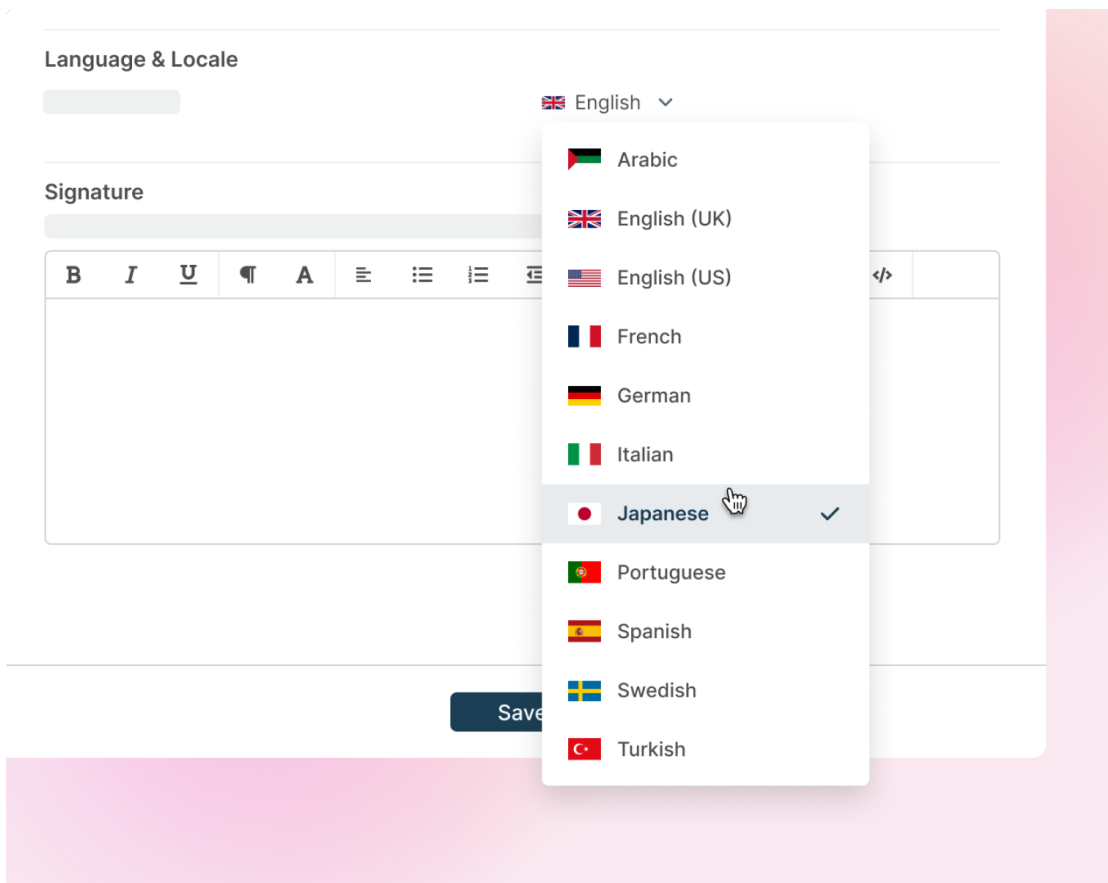 Language & Locale
English
Arabic
Signature
English (UK)
B I U ¶ A </>
English (US)
French
German
Italian
Japanese
Portuguese
Spanish
Swedish
Save
Turkish